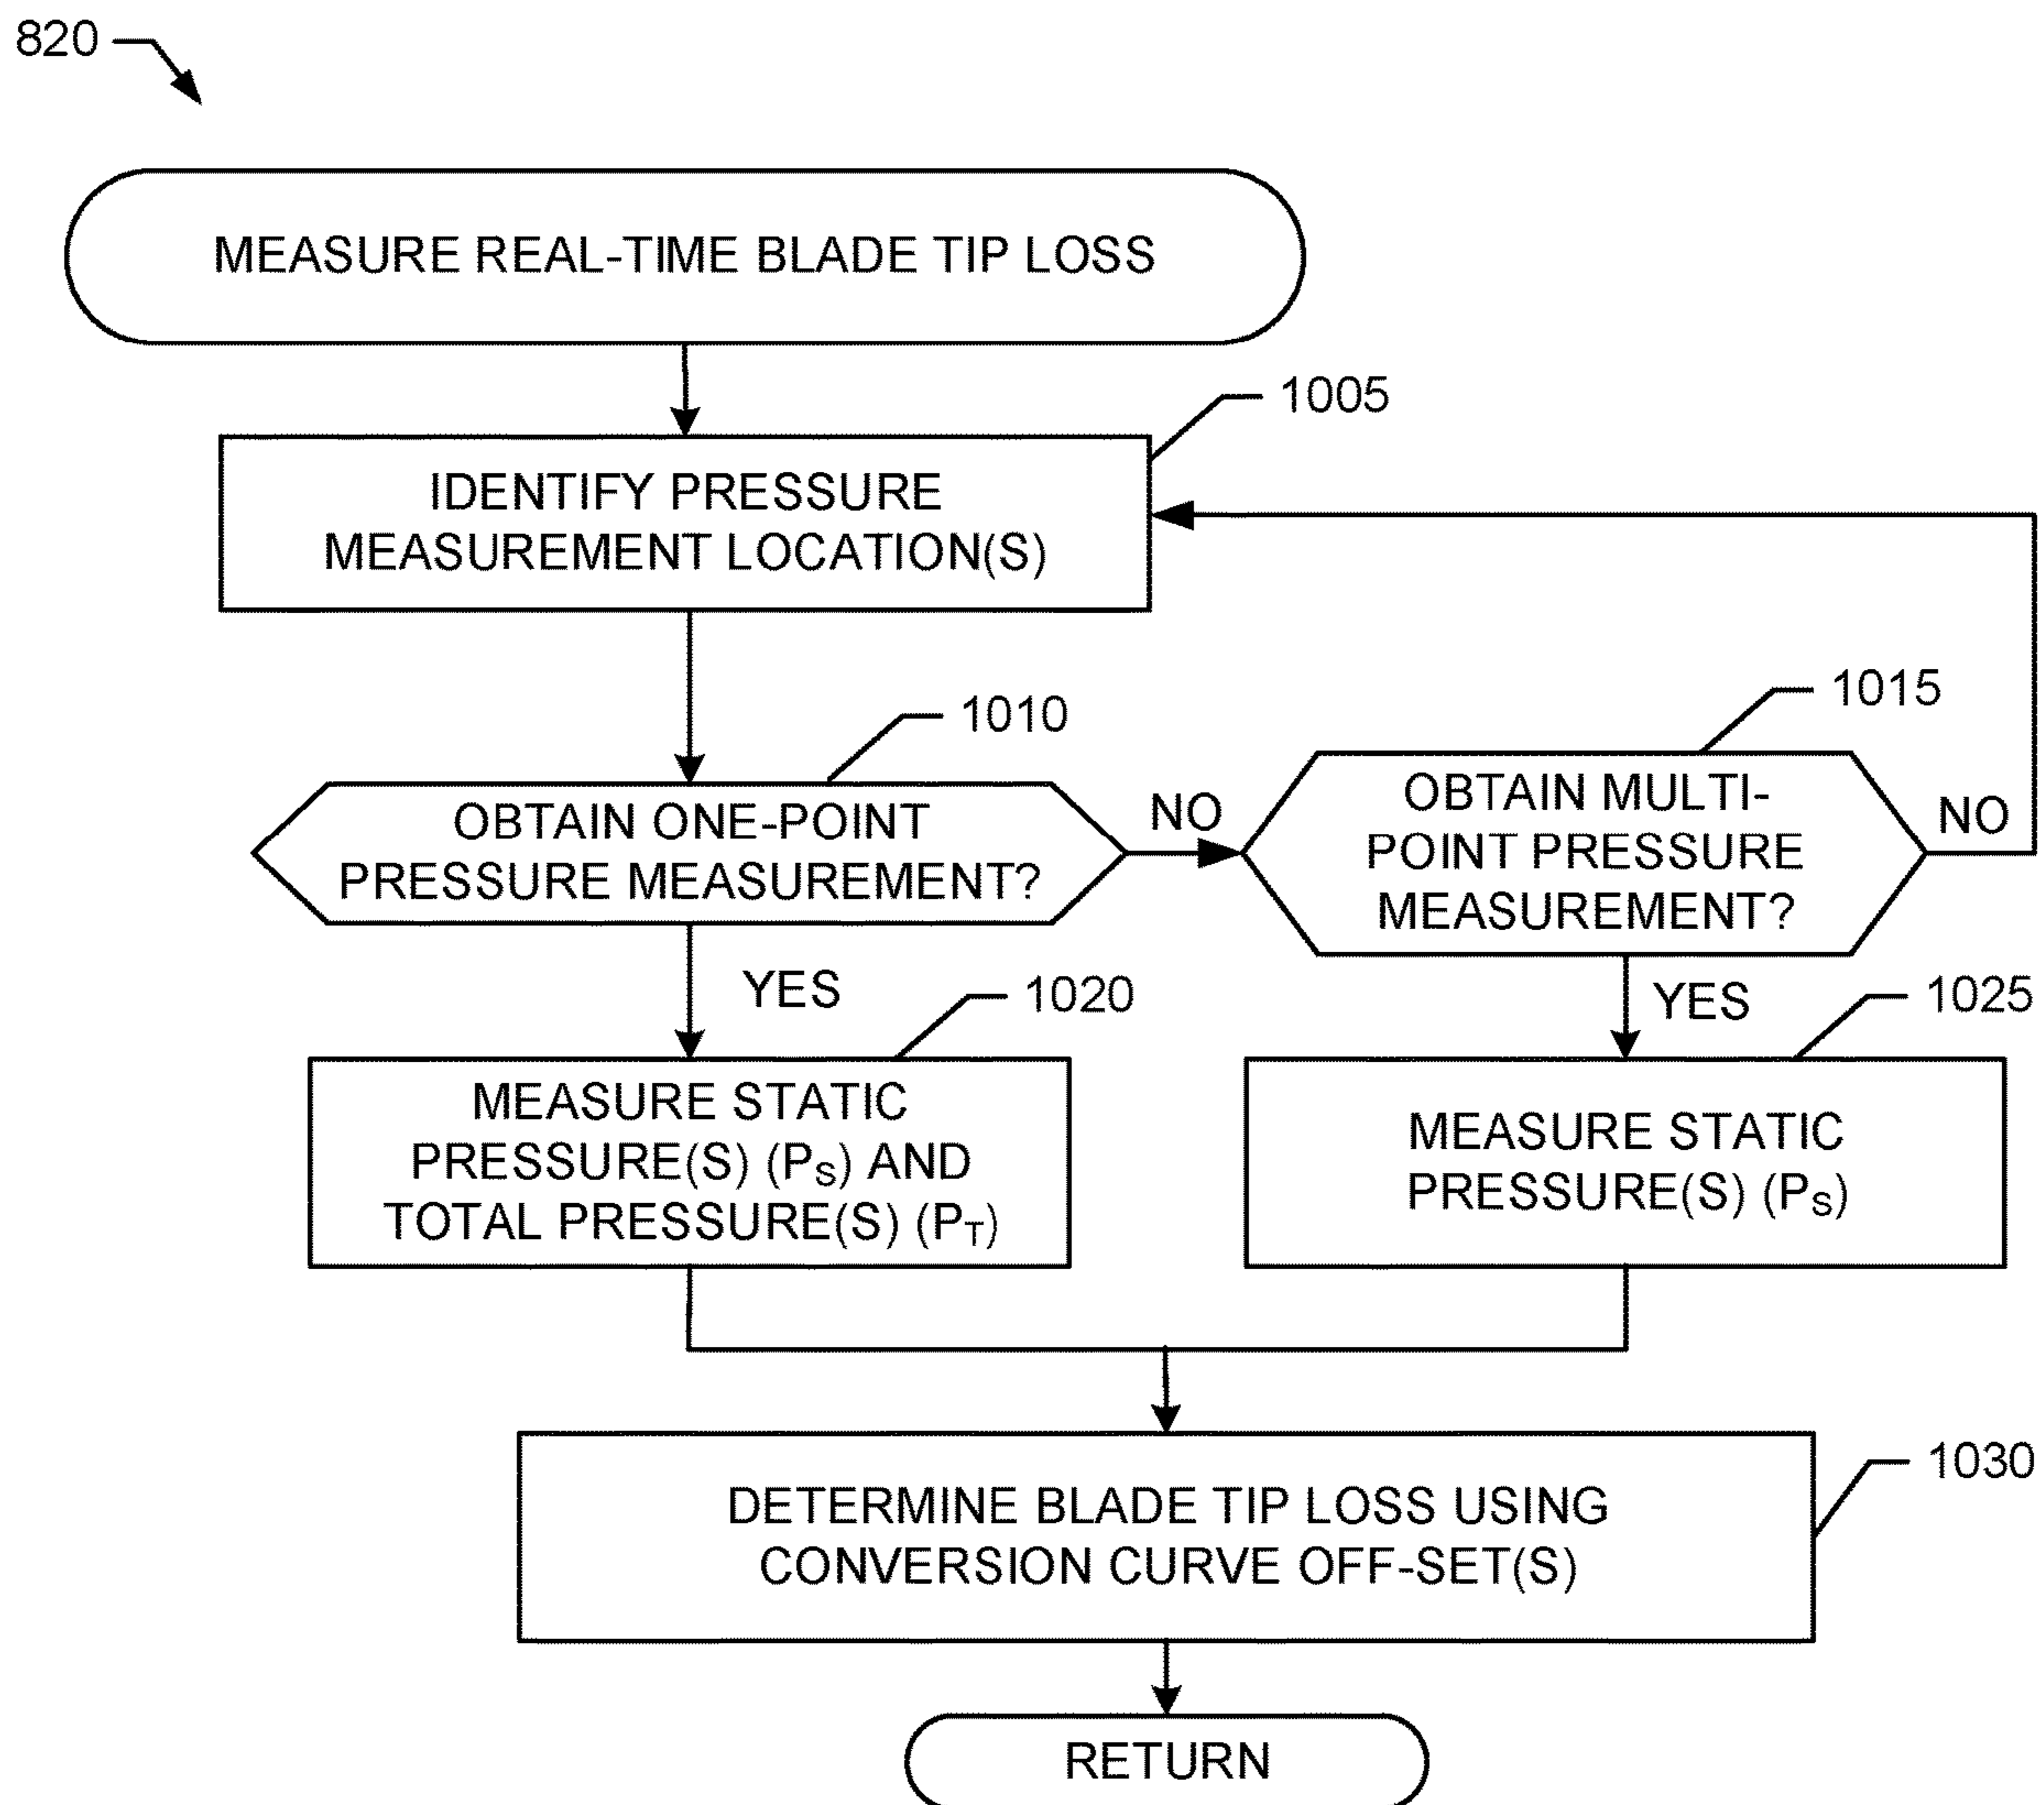 820
MEASURE REAL-TIME BLADE TIP LOSS
1005
IDENTIFY PRESSURE
MEASUREMENT LOCATION(S)
1010
OBTAIN ONE-POINT
PRESSURE MEASUREMENT?
NO
1015
OBTAIN MULTI-
POINT PRESSURE
MEASUREMENT?
NO
YES
1020
MEASURE STATIC
PRESSURE(S) (PS) AND
TOTAL PRESSURE(S) (PT)
YES
1025
MEASURE STATIC
PRESSURE(S) (PS)
1030
DETERMINE BLADE TIP LOSS USING
CONVERSION CURVE OFF-SET(S)
RETURN